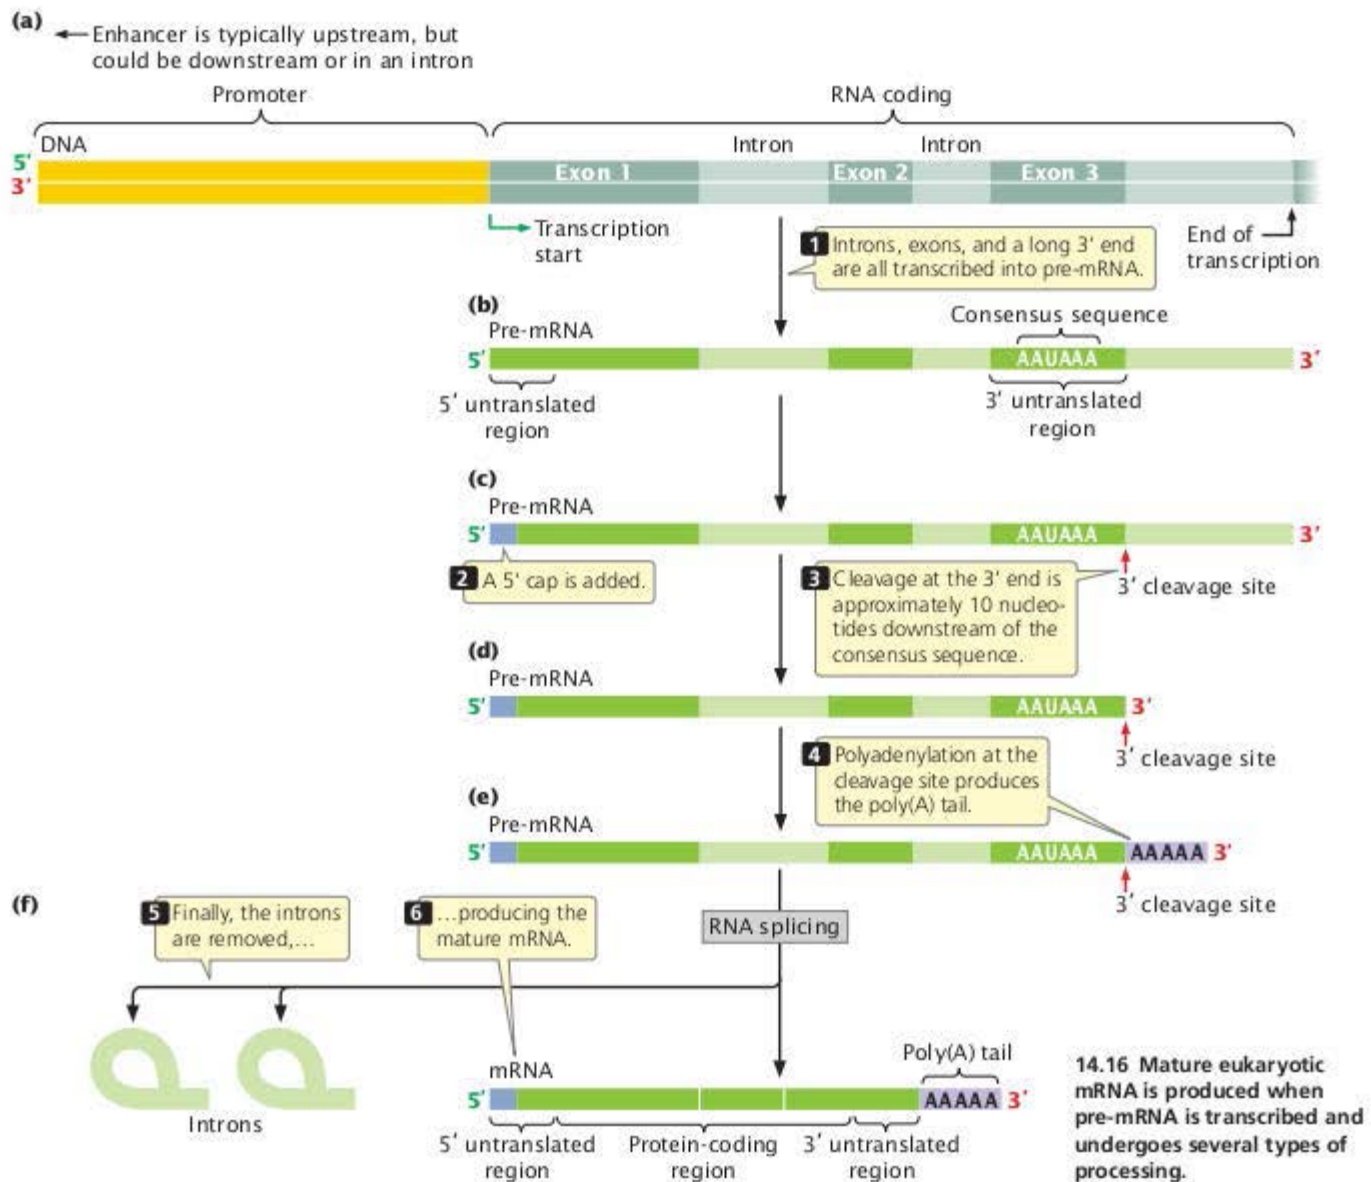 (a)
Enhancer is typically upstream, but
could be downstream or in an intron
Promoter
RNA coding
DNA
Intron
Intron
5′
3′
Exon 1
Exon 2
Exon 3
Transcription
start
1 Introns, exons, and a long 3′ end
are all transcribed into pre-mRNA.
End of
transcription
(b)
Pre-mRNA
Consensus sequence
5′
AAUAAA
3′
5′ untranslated
region
3′ untranslated
region
(c)
Pre-mRNA
5′
AAUAAA
3′
2 A 5′ cap is added.
3 Cleavage at the 3′ end is
approximately 10 nucleo-
tides downstream of the
consensus sequence.
3′ cleavage site
(d)
Pre-mRNA
5′
AAUAAA
3′
3′ cleavage site
4 Polyadenylation at the
cleavage site produces
the poly(A) tail.
(e)
Pre-mRNA
5′
AAUAAA
AAAAA
3′
3′ cleavage site
(f)
5 Finally, the introns
are removed,...
6 ...producing the
mature mRNA.
RNA splicing
Introns
mRNA
Poly(A) tail
5′
AAAAA
3′
5′ untranslated
region
Protein-coding
region
3′ untranslated
region
14.16 Mature eukaryotic
mRNA is produced when
pre-mRNA is transcribed and
undergoes several types of
processing.